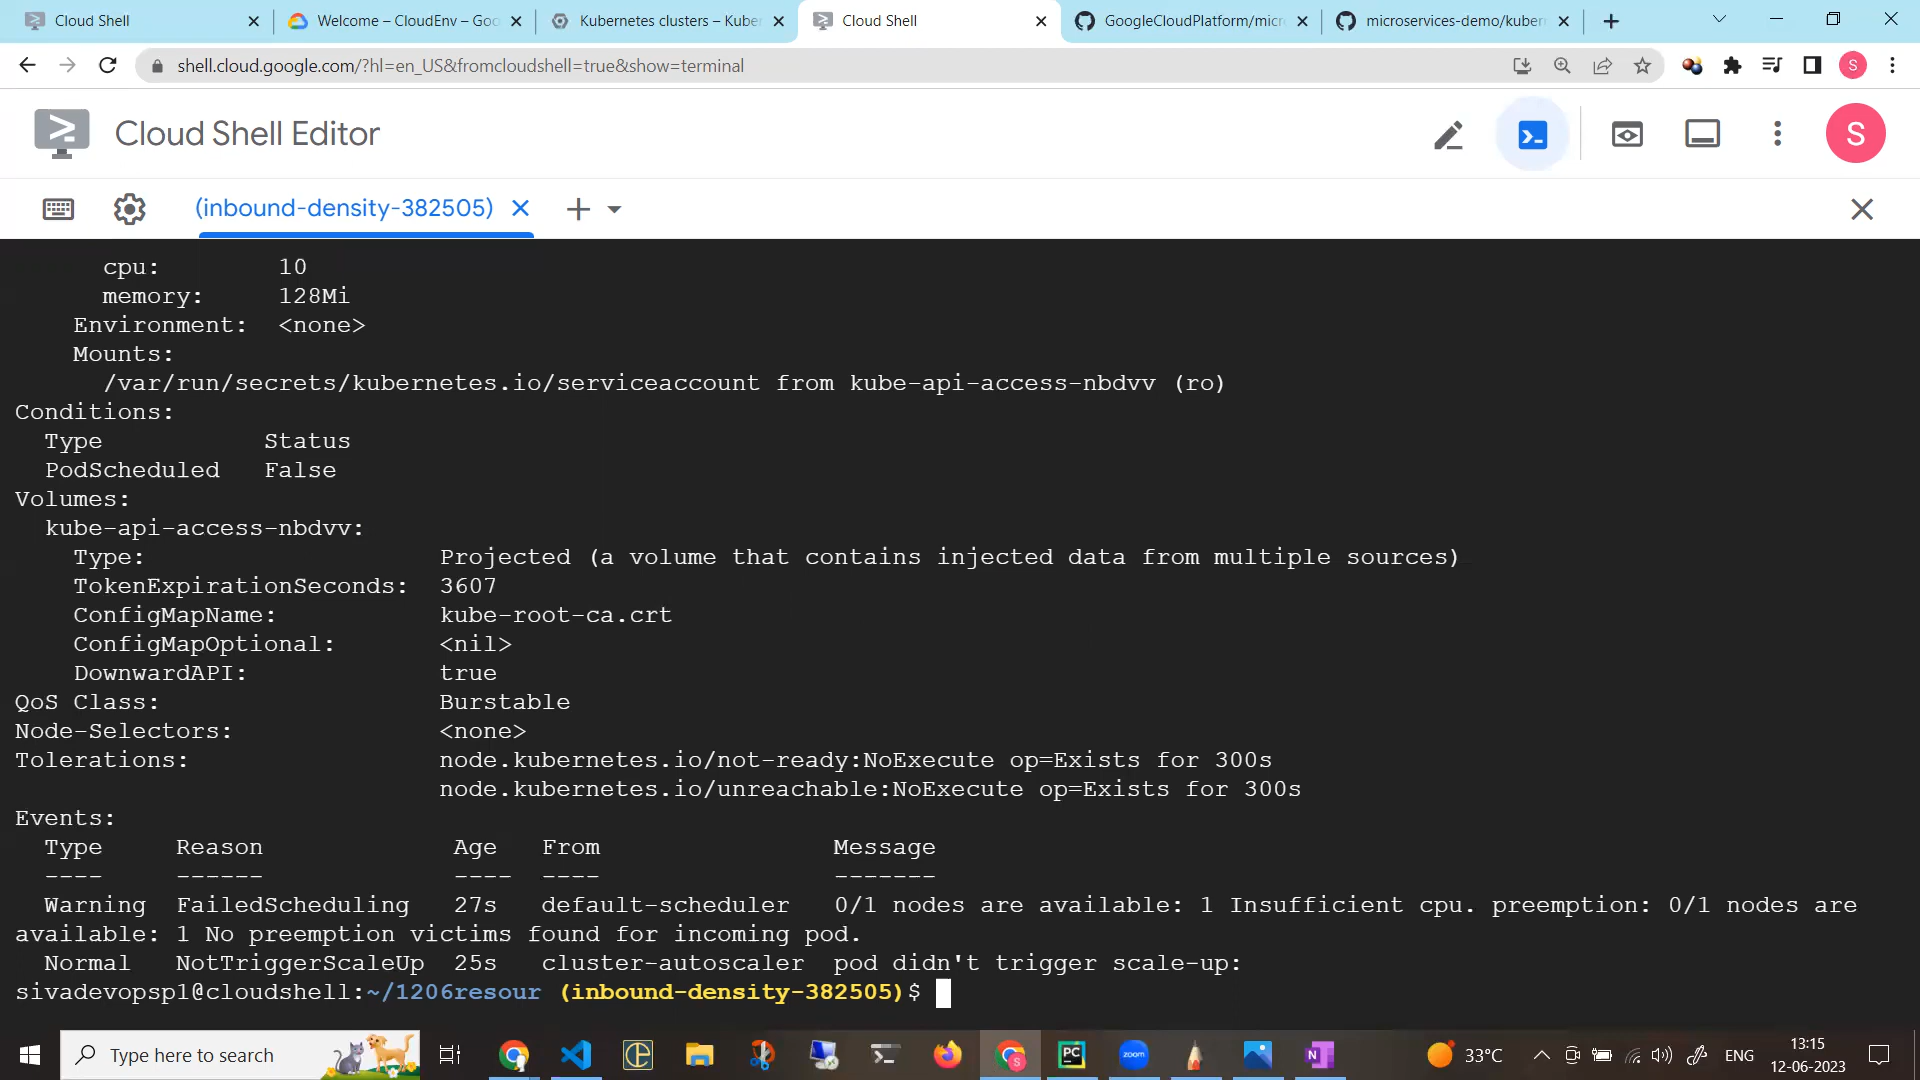 Cloud Shell
Welcome – CloudEnv – Goo
Kubernetes clusters – Kube
Cloud Shell
GoogleCloudPlatform/micr
microservices-demo/kuber
shell.cloud.google.com/?hl=en_US&fromcloudshell=true&show=terminal
S
Cloud Shell Editor
S
(inbound-density-382505)
cpu: 10
memory: 128Mi
Environment: <none>
Mounts:
/var/run/secrets/kubernetes.io/serviceaccount from kube-api-access-nbdvv (ro)
Conditions:
Type Status
PodScheduled False
Volumes:
kube-api-access-nbdvv:
Type: Projected (a volume that contains injected data from multiple sources)
TokenExpirationSeconds: 3607
ConfigMapName: kube-root-ca.crt
ConfigMapOptional: <nil>
DownwardAPI: true
QoS Class: Burstable
Node-Selectors: <none>
Tolerations: node.kubernetes.io/not-ready:NoExecute op=Exists for 300s
node.kubernetes.io/unreachable:NoExecute op=Exists for 300s
Events:
Type Reason Age From Message
---- ------ ---- ---- -------
Warning FailedScheduling 27s default-scheduler 0/1 nodes are available: 1 Insufficient cpu. preemption: 0/1 nodes are
available: 1 No preemption victims found for incoming pod.
Normal NotTriggerScaleUp 25s cluster-autoscaler pod didn't trigger scale-up:
sivadevopsp1@cloudshell:~/1206resour (inbound-density-382505)$
Type here to search
PC
zoom
N
33°C
ENG
13:15
12-06-2023